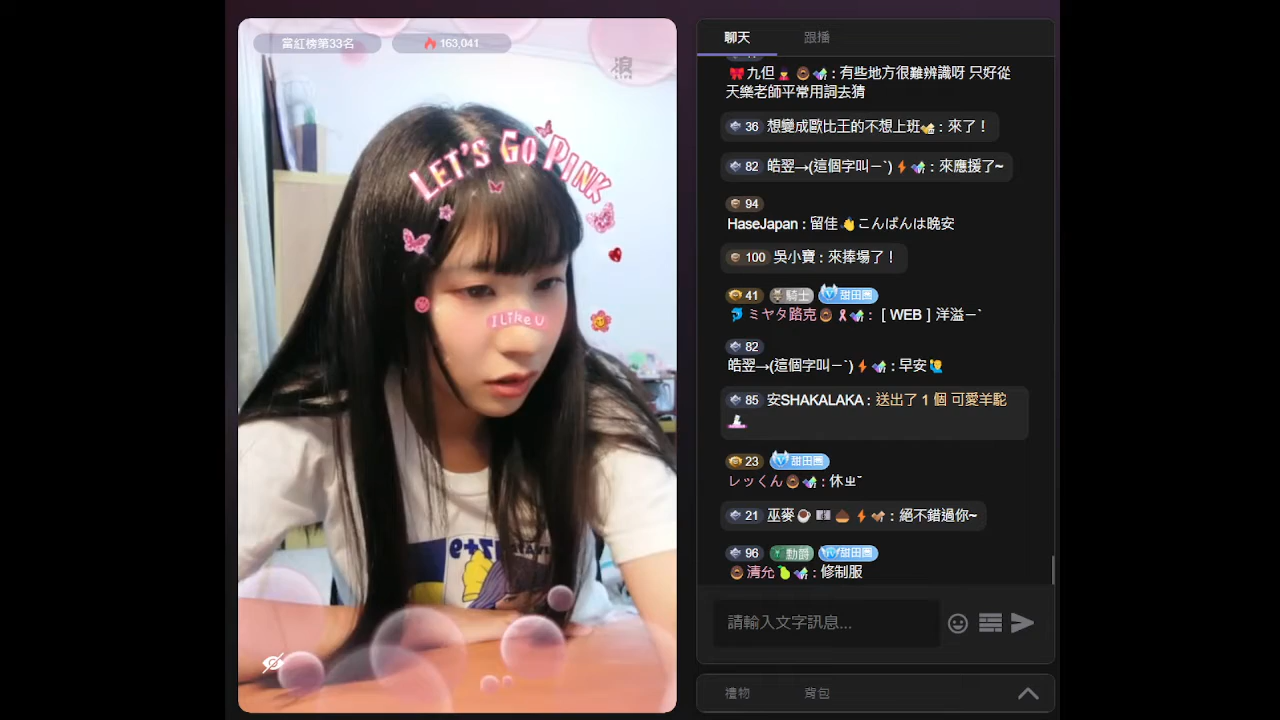 富紅榜第33名
163,041
浪
LET'S GO PINK
I Like U
聊天
跟播
九但 : 有些地方很難辨識呀 只好從
天樂老師平常用詞去猜
36 想變成歐比王的不想上班 : 來了！
82 皓翌→(這個字叫ㄧˋ) : 來應援了~
94
HaseJapan : 留佳 こんばんは晚安
100 吳小寶 : 來捧場了！
41 騎士 甜田圈
ミヤタ路克 : [ WEB ] 洋溢ㄧˋ
82
皓翌→(這個字叫ㄧˋ) : 早安
85 安SHAKALAKA : 送出了 1 個 可愛羊駝
23 甜田圈
レッくん : 休ㄓˇ
21 巫麥 : 絕不錯過你~
96 勳爵 甜田圈
清允 : 修制服
請輸入文字訊息...
禮物
背包